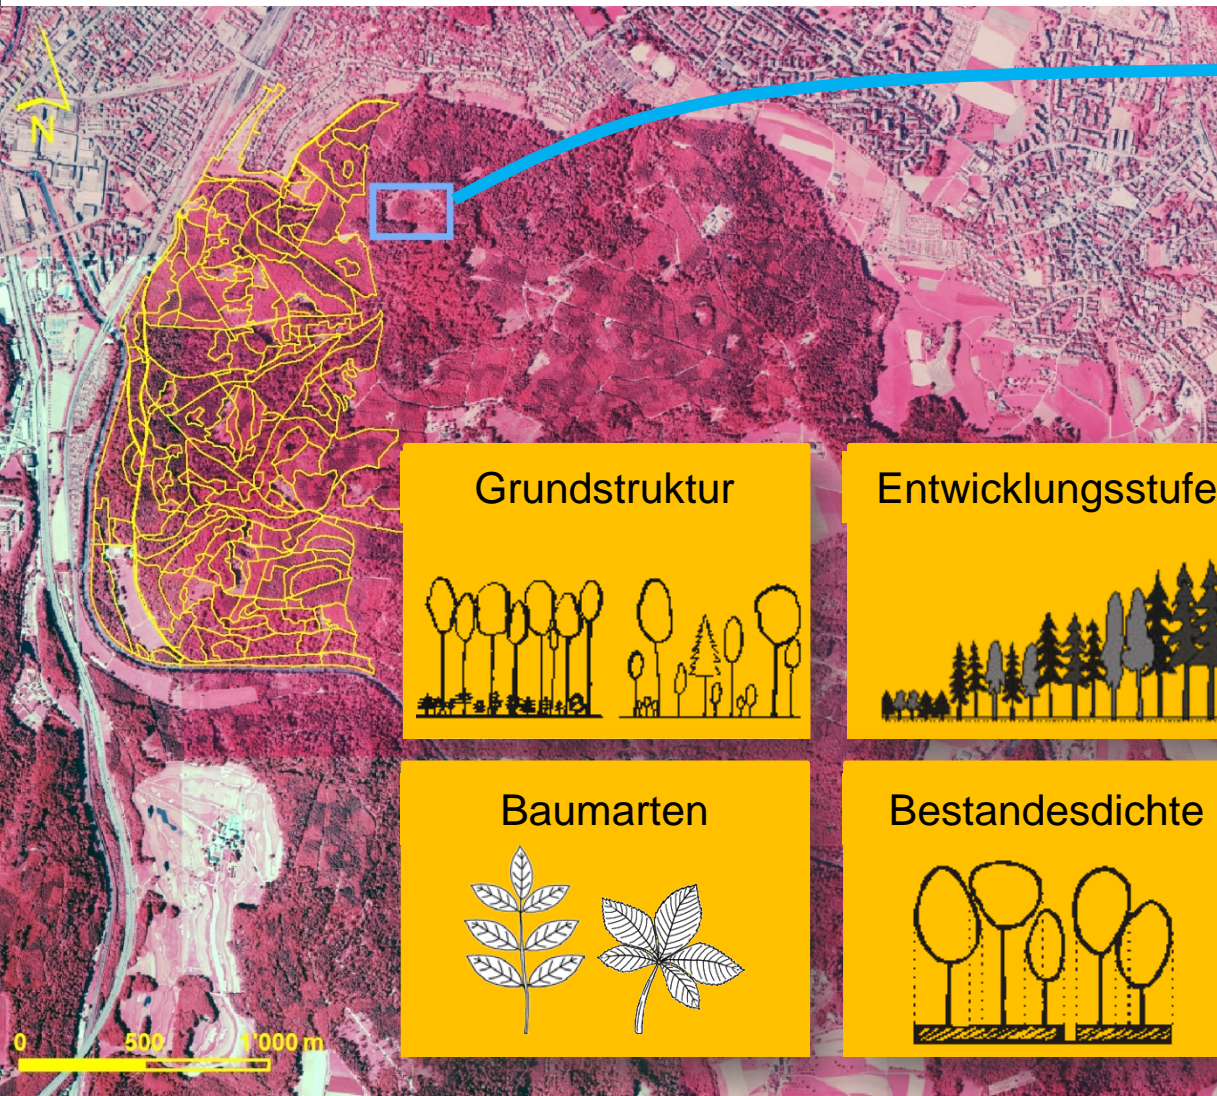 N
Grundstruktur
Entwicklungsstufe
Baumarten
Bestandesdichte
0 500 1'000 m